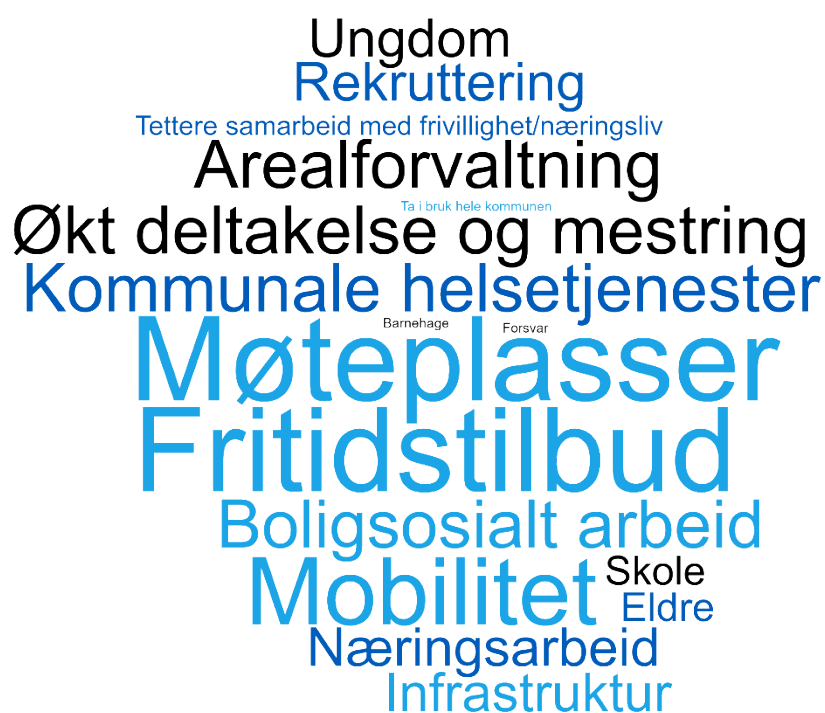 Ungdom
Rekruttering
Tettere samarbeid med frivillighet/næringsliv
Arealforvaltning
Ta i bruk hele kommunen
Økt deltakelse og mestring
Kommunale helsetjenester
Barnehage
Forsvar
Møteplasser
Fritidstilbud
Boligsosialt arbeid
Mobilitet
Skole
Eldre
Næringsarbeid
Infrastruktur